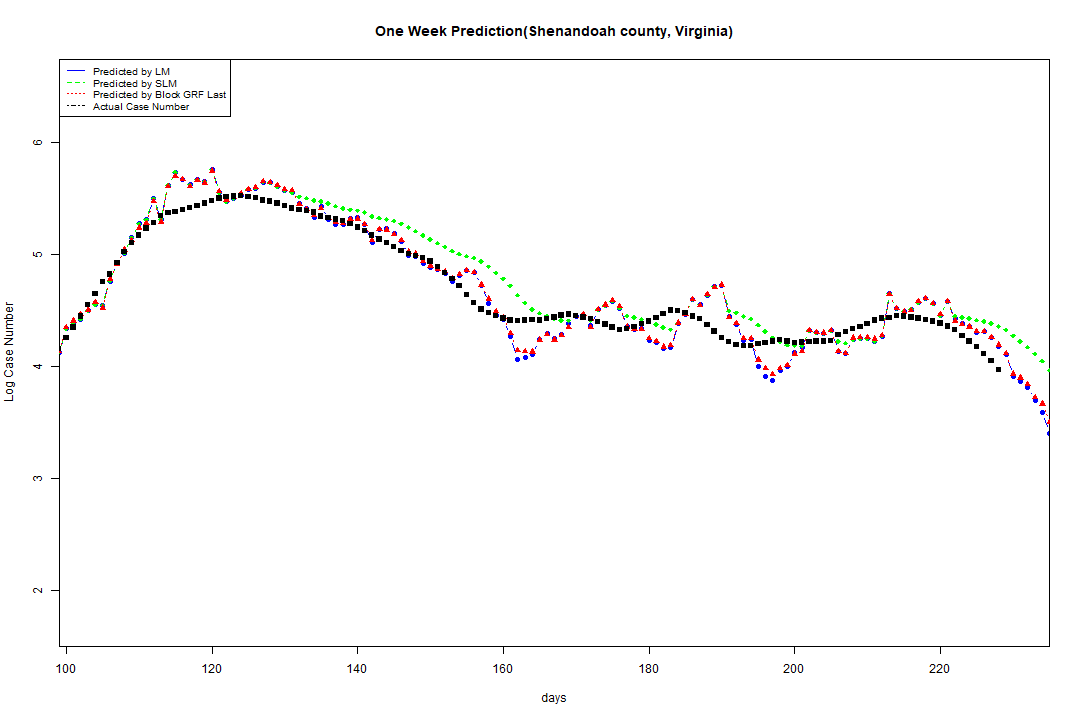 One Week Prediction(Shenandoah county, Virginia)
Predicted by LM
Predicted by SLM
Predicted by Block GRF Last
Actual Case Number
6
5
4
3
2
Log Case Number
100 120 140 160 180 200 220
days